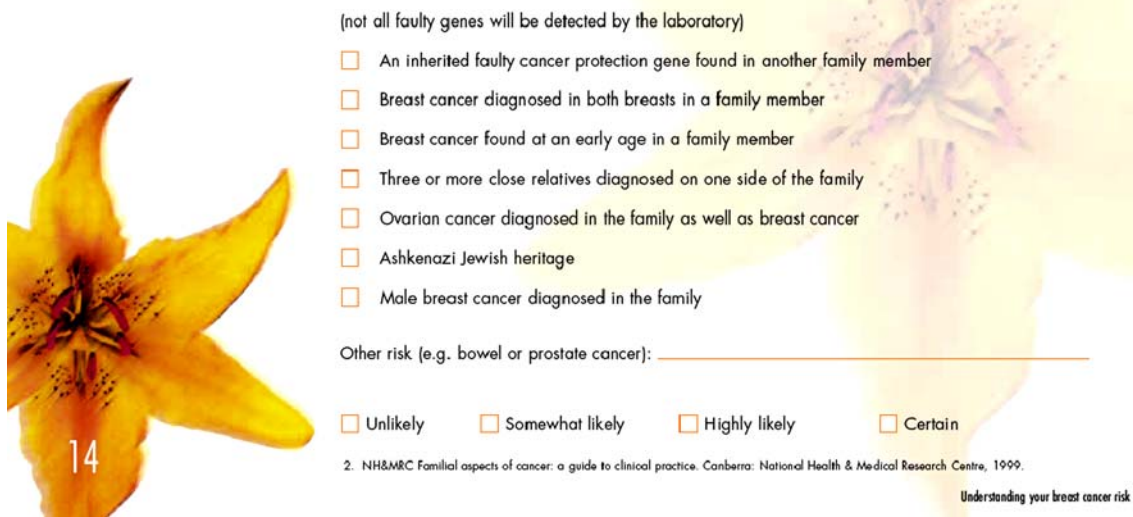 (not all faulty genes will be detected by the laboratory)
An inherited faulty cancer protection gene found in another family member
Breast cancer diagnosed in both breasts in a family member
Breast cancer found at an early age in a family member
Three or more close relatives diagnosed on one side of the family
Ovarian cancer diagnosed in the family as well as breast cancer
Ashkenazi Jewish heritage
Male breast cancer diagnosed in the family
Other risk (e.g. bowel or prostate cancer):
Unlikely Somewhat likely Highly likely Certain
14
2. NH&MRC Familial aspects of cancer: a guide to clinical practice. Canberra: National Health & Medical Research Centre, 1999.
Understanding your breast cancer risk